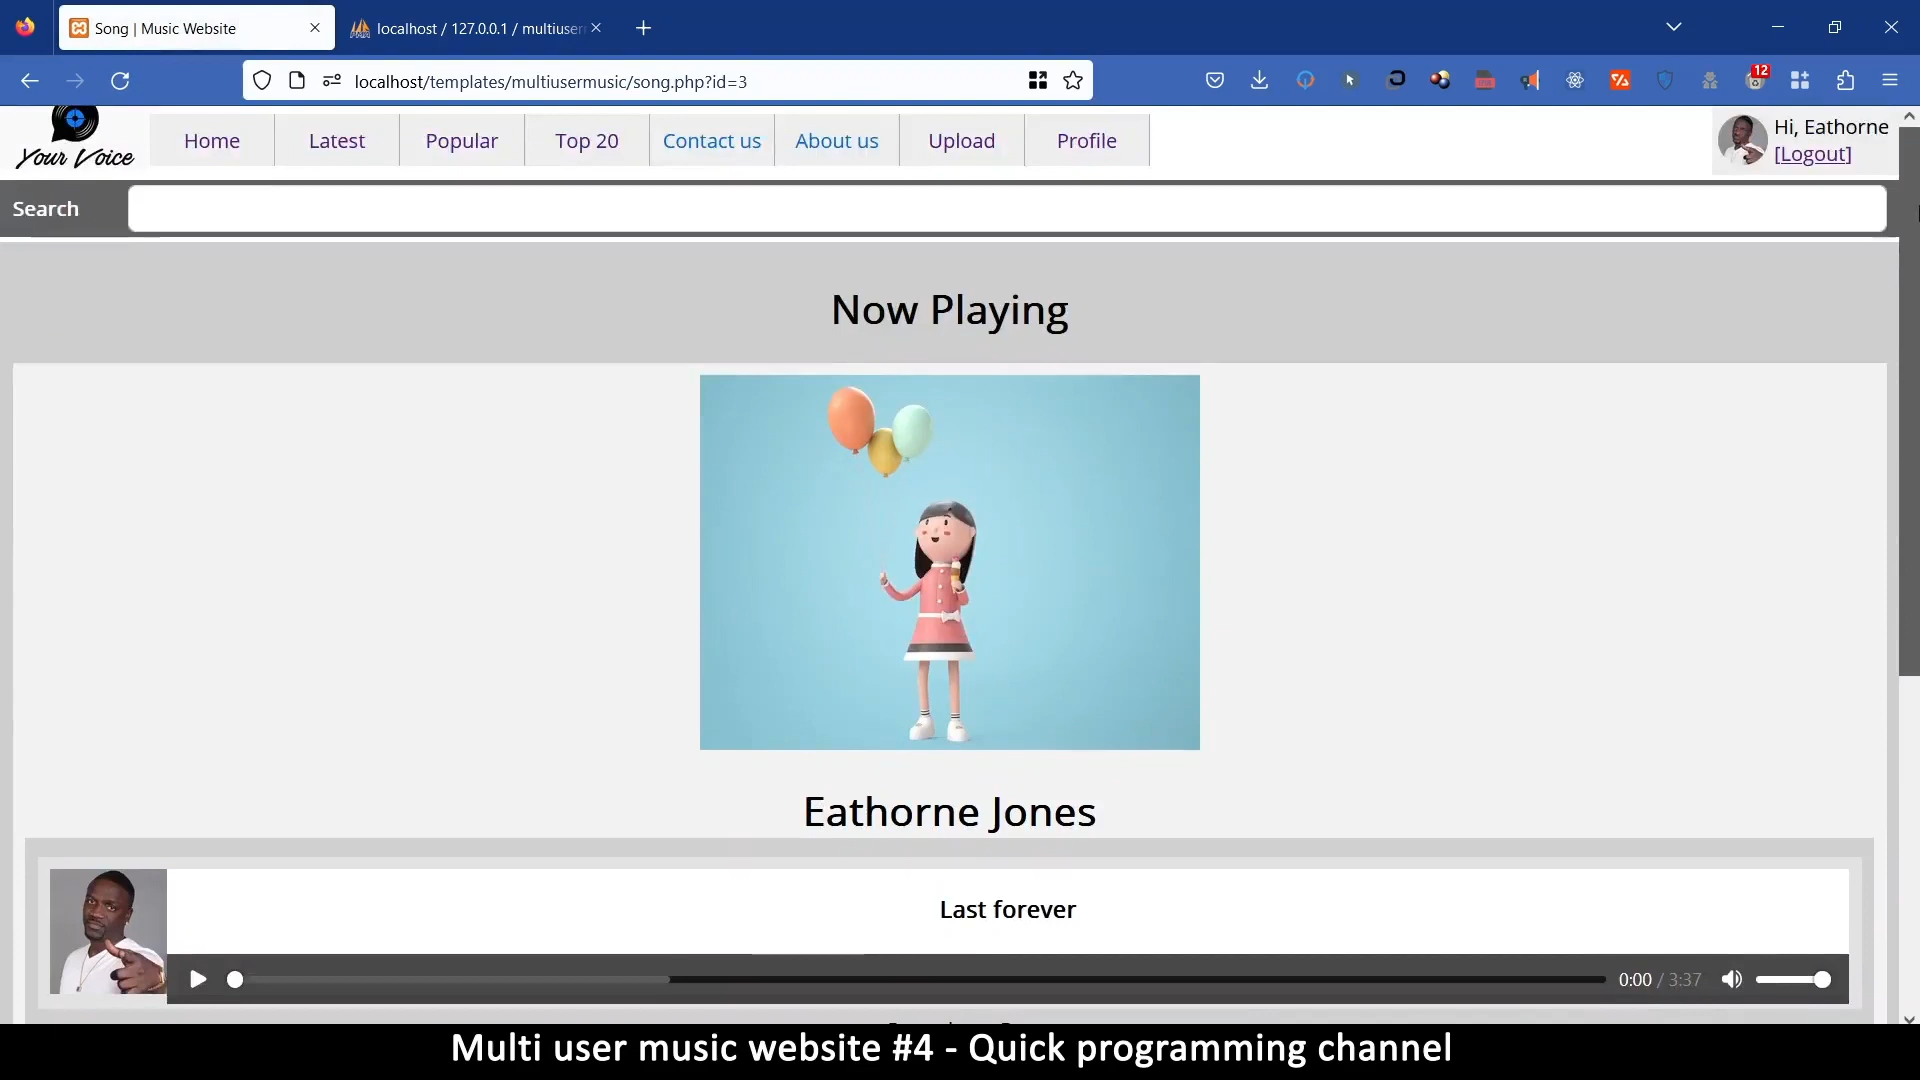 Song | Music Website
localhost / 127.0.0.1 / multiuser
localhost/templates/multiusermusic/song.php?id=3
12
Your Voice
Home
Latest
Popular
Top 20
Contact us
About us
Upload
Profile
Hi, Eathorne
[Logout]
Search
Now Playing
Eathorne Jones
Last forever
0:00 / 3:37
Multi user music website #4 - Quick programming channel